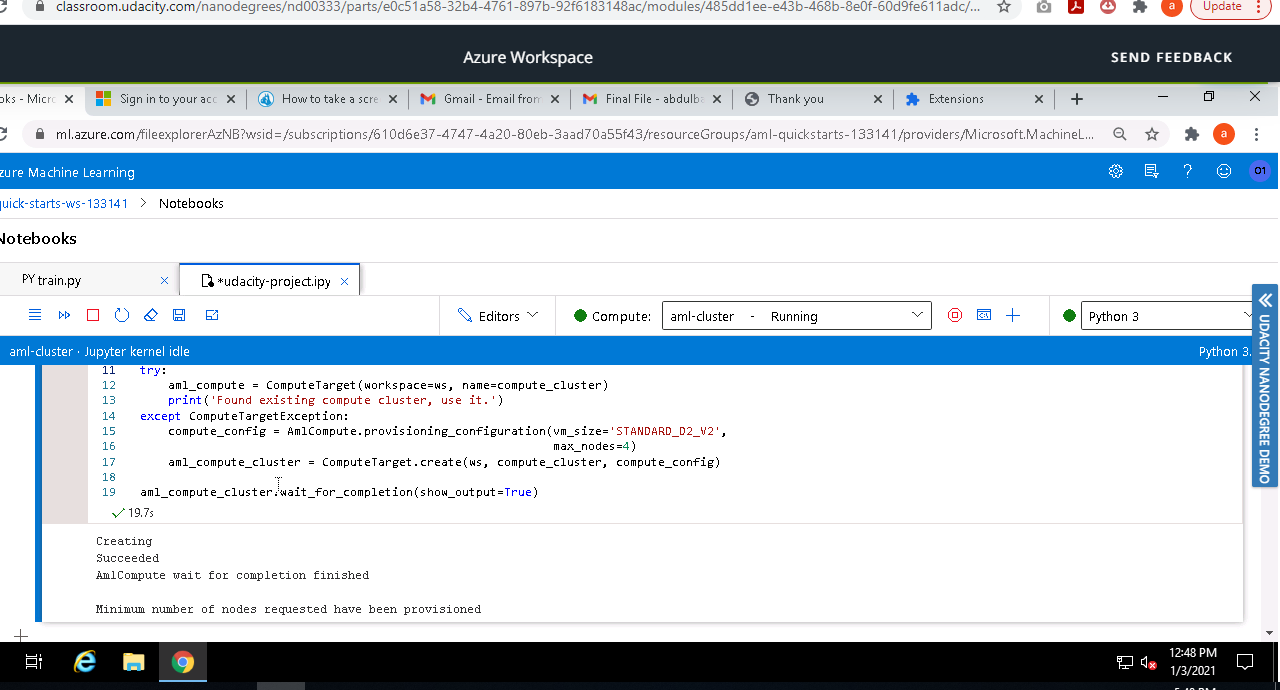 classroom.udacity.com/nanodegrees/nd00333/parts/e0c51a58-32b4-4761-897b-92f6183148ac/modules/485dd1ee-e43b-468b-8e0f-60d9fe611adc/...
a
Update
Azure Workspace
SEND FEEDBACK
oks - Micro
Sign in to your acc
How to take a scre
Gmail - Email from
Final File - abdulba
Thank you
Extensions
ml.azure.com/fileexplorerAzNB?wsid=/subscriptions/610d6e37-4747-4a20-80eb-3aad70a55f43/resourceGroups/aml-quickstarts-133141/providers/Microsoft.MachineL...
a
zure Machine Learning
01
quick-starts-ws-133141 > Notebooks
Notebooks
PY train.py
*udacity-project.ipy
Editors
Compute:
aml-cluster - Running
Python 3
aml-cluster · Jupyter kernel idle
Python 3.
UDACITY NANODEGREE DEMO
11 try:
12 aml_compute = ComputeTarget(workspace=ws, name=compute_cluster)
13 print('Found existing compute cluster, use it.')
14 except ComputeTargetException:
15 compute_config = AmlCompute.provisioning_configuration(vm_size='STANDARD_D2_V2',
16 max_nodes=4)
17 aml_compute_cluster = ComputeTarget.create(ws, compute_cluster, compute_config)
18
19 aml_compute_cluster.wait_for_completion(show_output=True)
19.7s
Creating
Succeeded
AmlCompute wait for completion finished
Minimum number of nodes requested have been provisioned
12:48 PM
1/3/2021